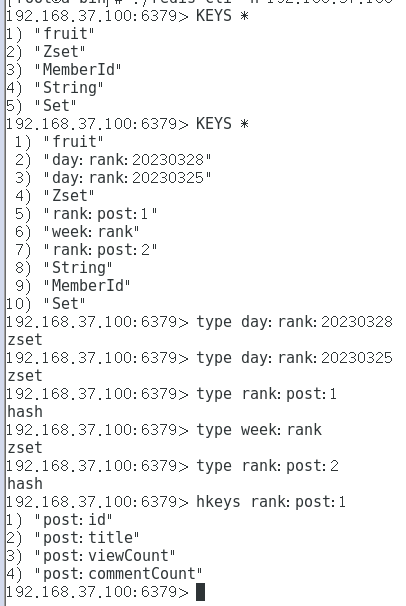 192.168.37.100:6379> KEYS *
1) "fruit"
2) "Zset"
3) "MemberId"
4) "String"
5) "Set"
192.168.37.100:6379> KEYS *
1) "fruit"
2) "day:rank:20230328"
3) "day:rank:20230325"
4) "Zset"
5) "rank:post:1"
6) "week:rank"
7) "rank:post:2"
8) "String"
9) "MemberId"
10) "Set"
192.168.37.100:6379> type day:rank:20230328
zset
192.168.37.100:6379> type day:rank:20230325
zset
192.168.37.100:6379> type rank:post:1
hash
192.168.37.100:6379> type week:rank
zset
192.168.37.100:6379> type rank:post:2
hash
192.168.37.100:6379> hkeys rank:post:1
1) "post:id"
2) "post:title"
3) "post:viewCount"
4) "post:commentCount"
192.168.37.100:6379>